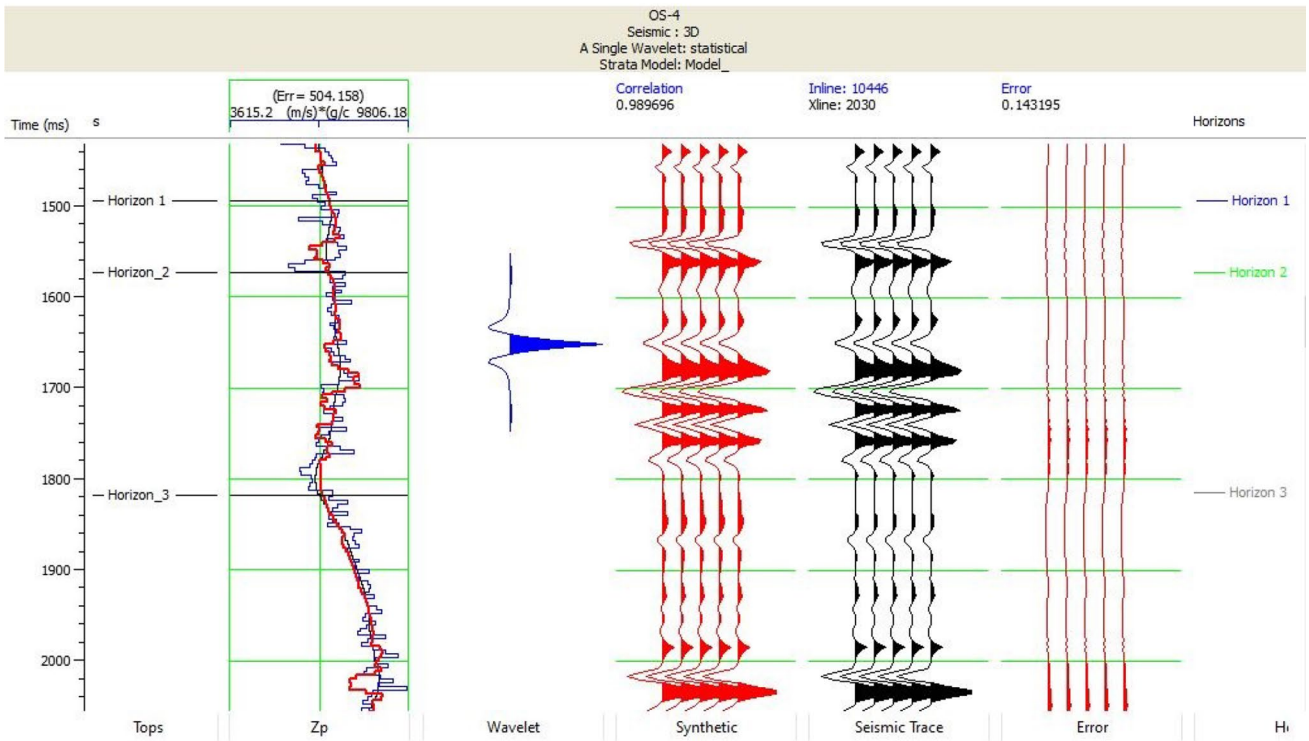 OS-4
Seismic : 3D
A Single Wavelet: statistical
Strata Model: Model_
Time (ms)
s
(Err= 504.158)
3615.2 (m/s)*(g/c 9806.18
Correlation
0.989696
Inline: 10446
Xline: 2030
Error
0.143195
Horizons
1500
1600
1700
1800
1900
2000
Horizon 1
Horizon_2
Horizon_3
Horizon 1
Horizon 2
Horizon 3
Tops
Zp
Wavelet
Synthetic
Seismic Trace
Error